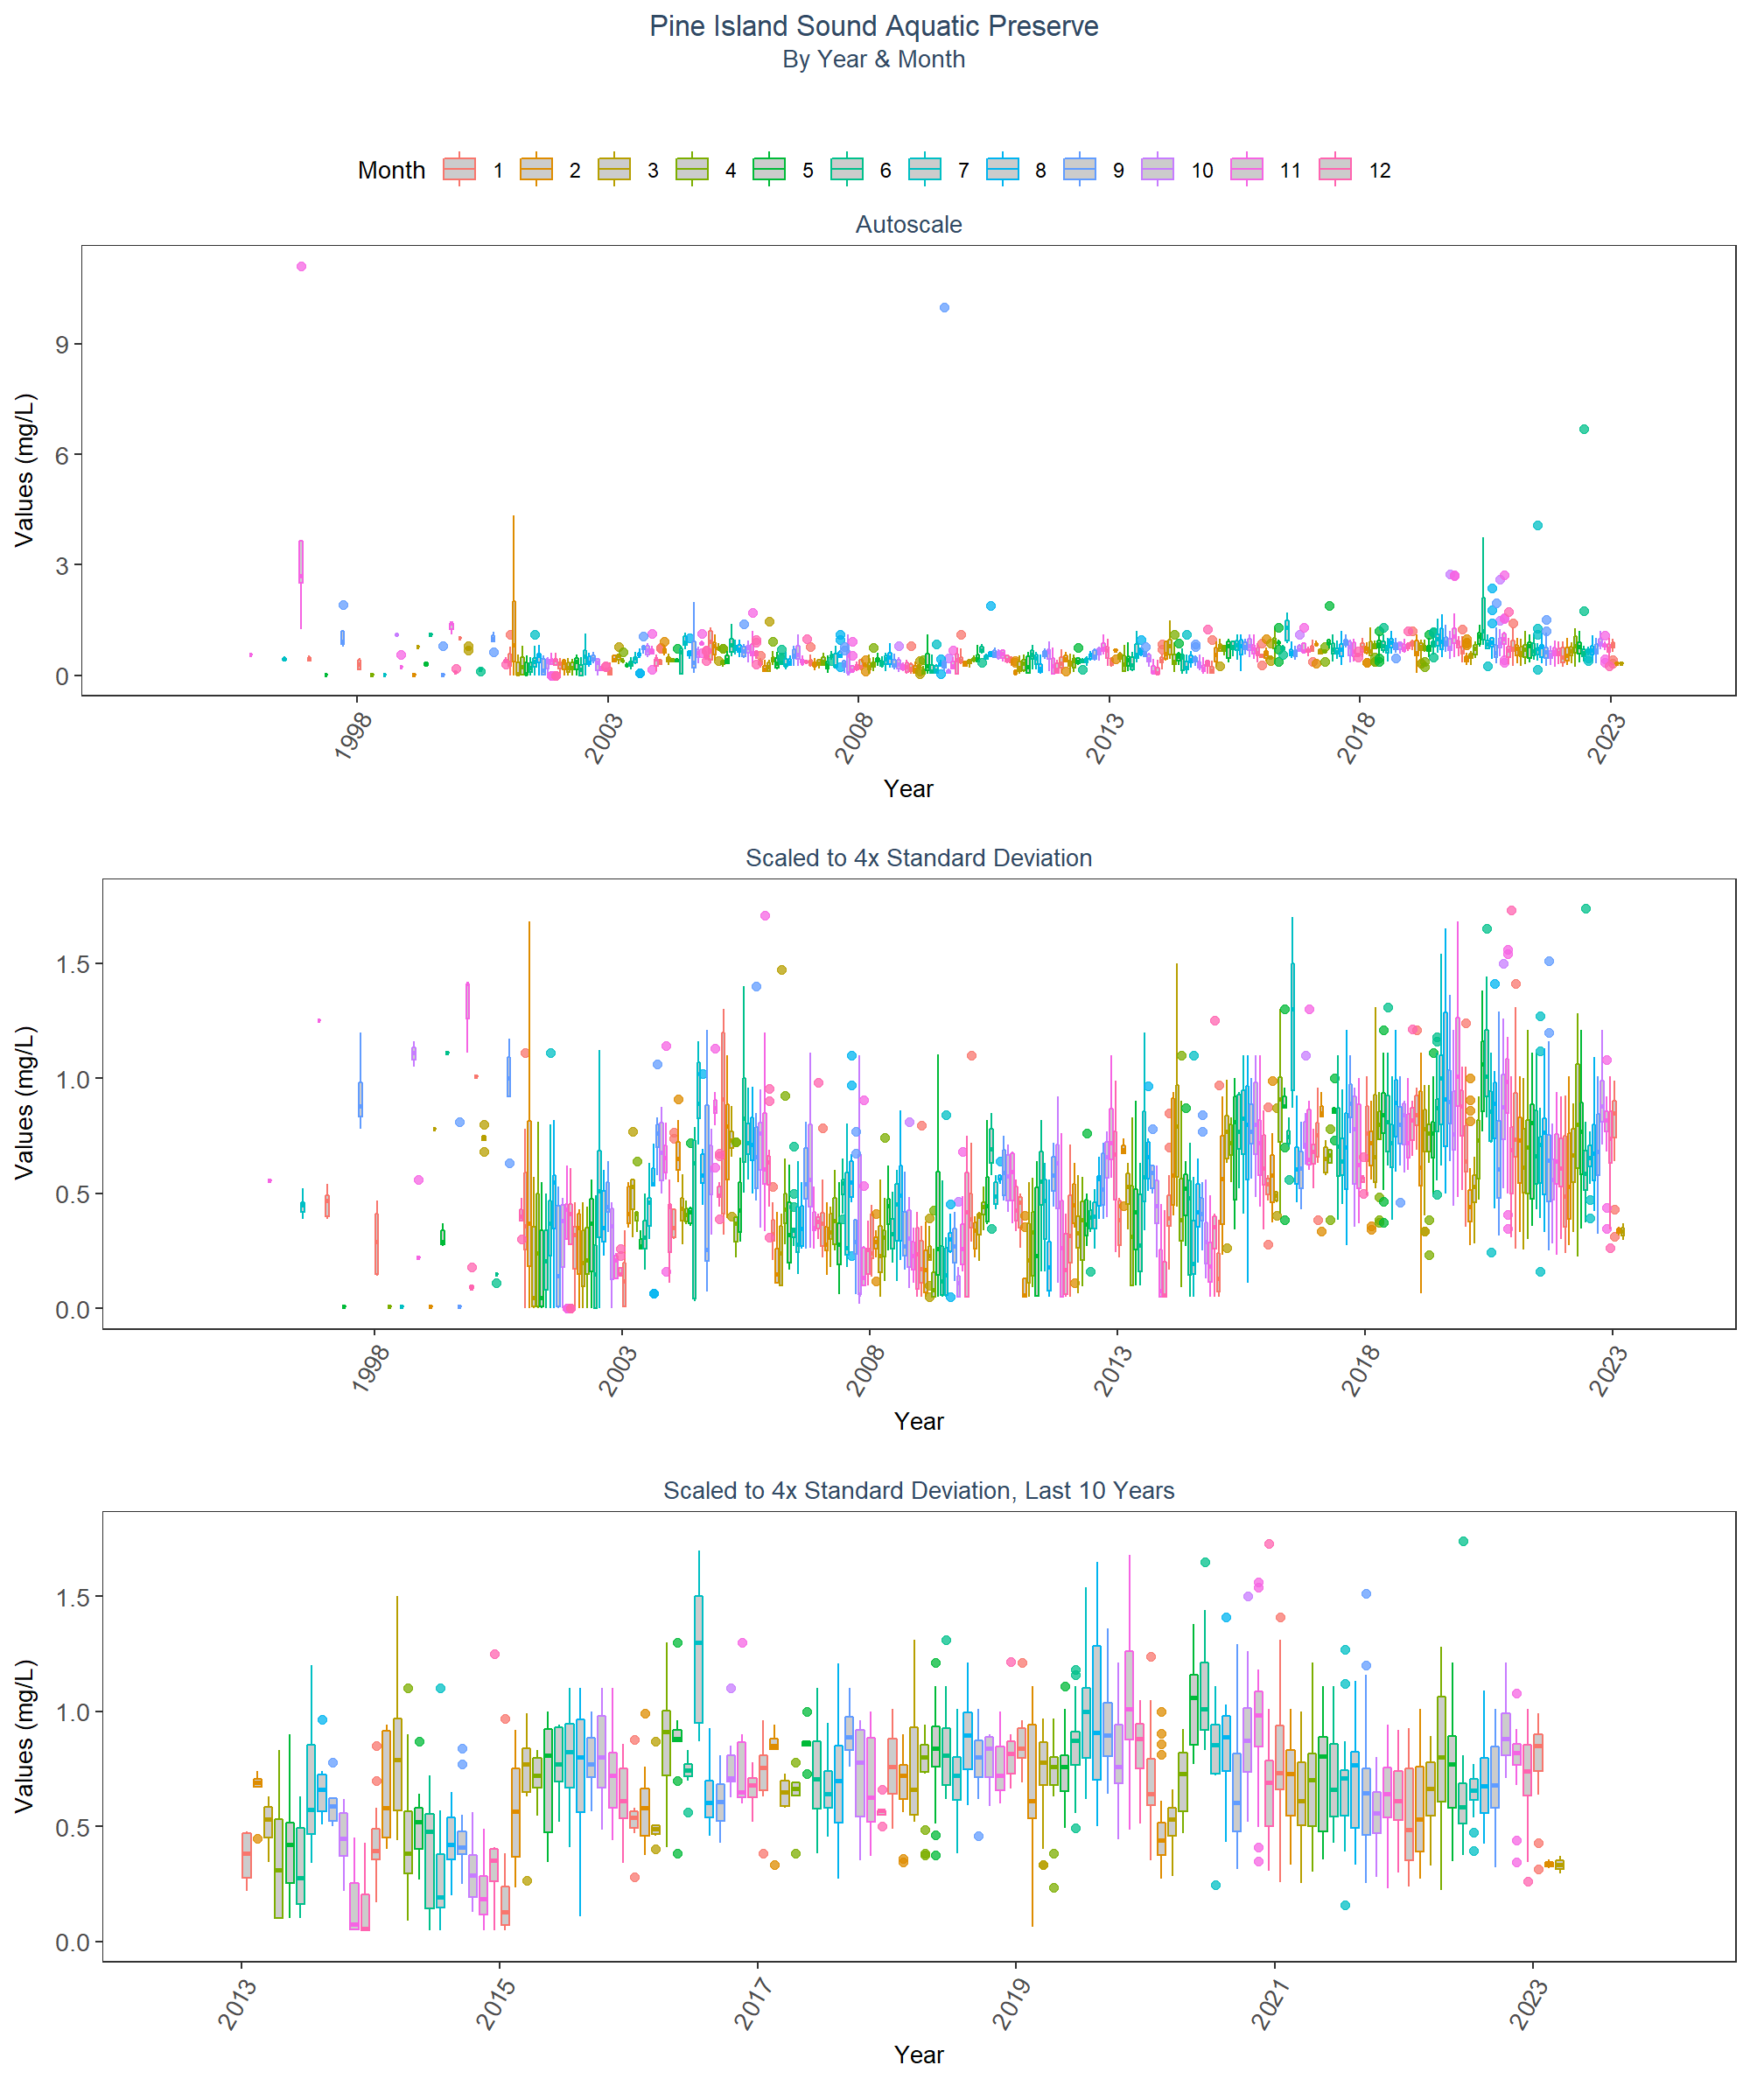 Pine Island Sound Aquatic Preserve
By Year & Month
Month 1 2 3 4 5 6 7 8 9 10 11 12
Autoscale
Values (mg/L)
9
6
3
0
1998 2003 2008 2013 2018 2023
Year
Scaled to 4x Standard Deviation
Values (mg/L)
1.5
1.0
0.5
0.0
1998 2003 2008 2013 2018 2023
Year
Scaled to 4x Standard Deviation, Last 10 Years
Values (mg/L)
1.5
1.0
0.5
0.0
2013 2015 2017 2019 2021 2023
Year